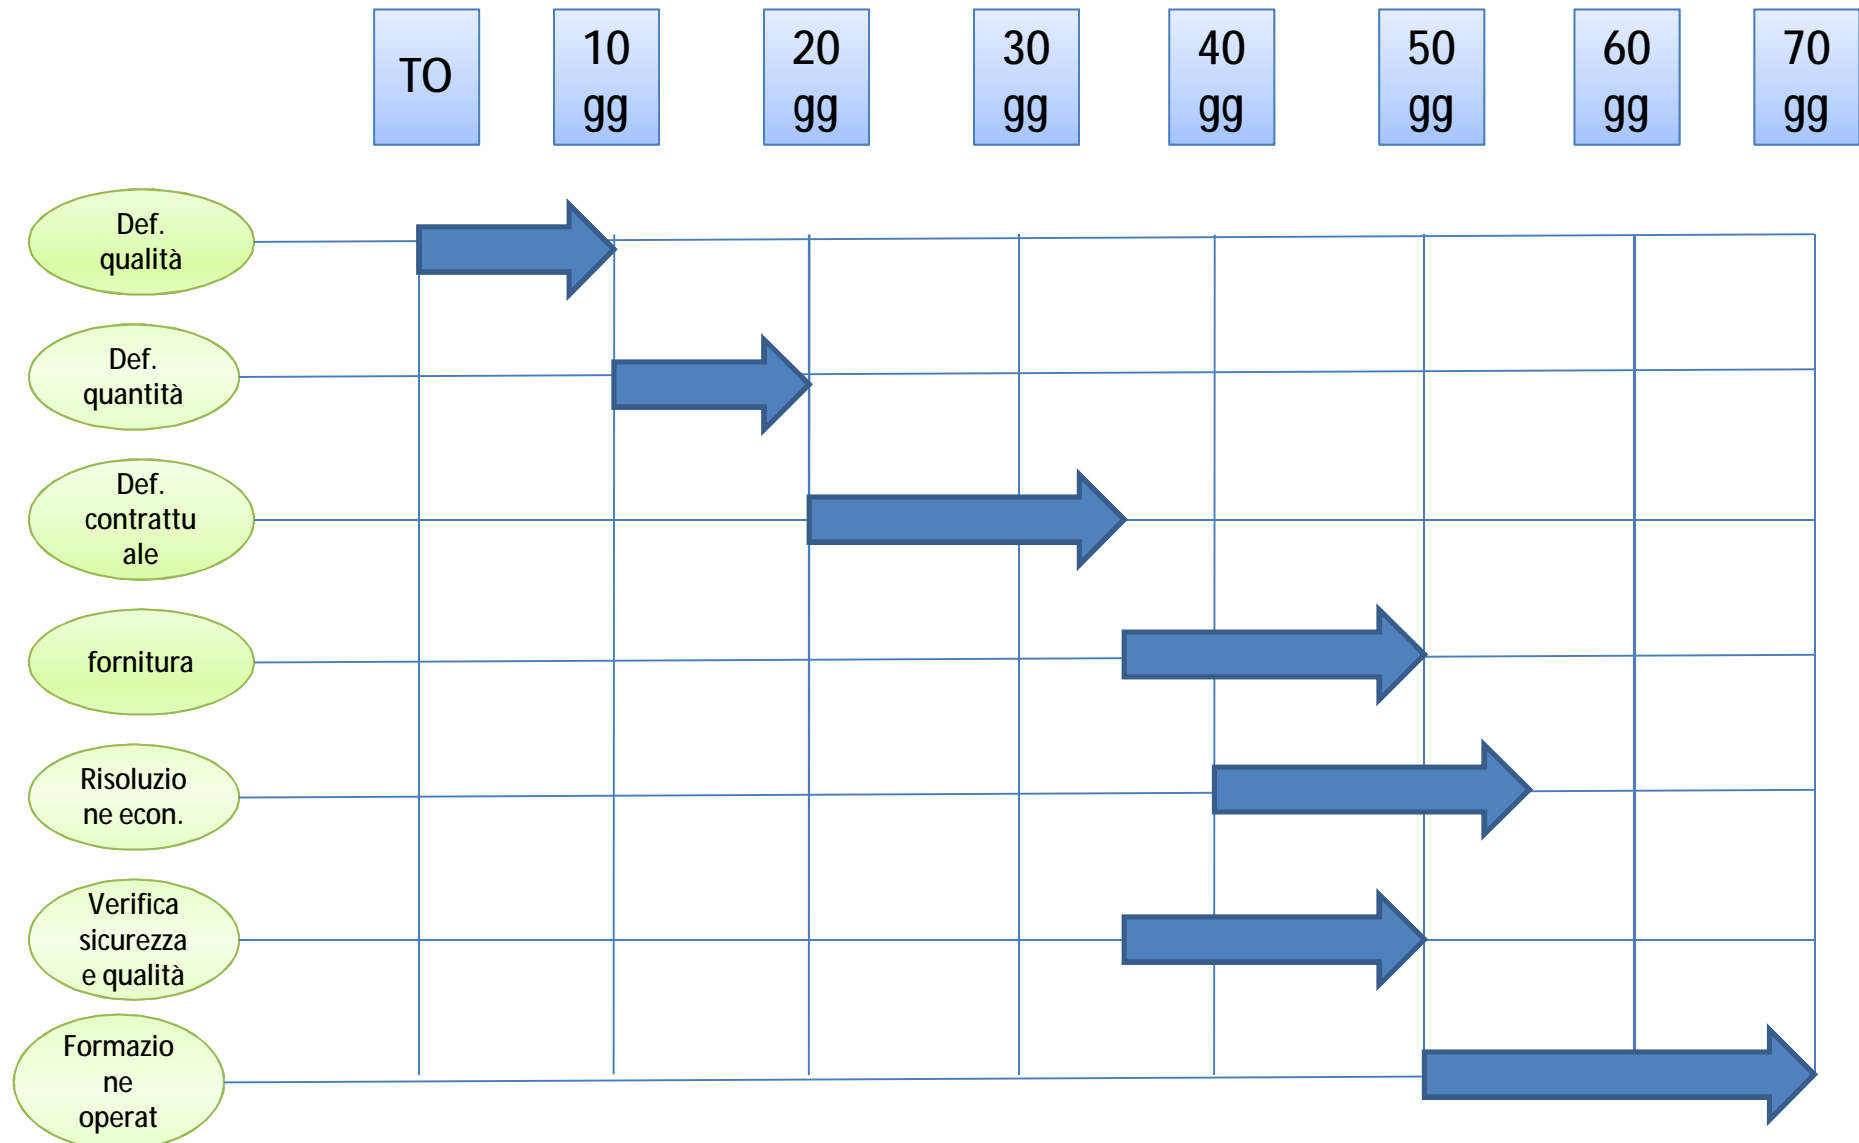 TO
10
gg
20
gg
30
gg
40
gg
50
gg
60
gg
70
gg
Def.
qualità
Def.
quantità
Def.
contrattu
ale
fornitura
Risoluzio
ne econ.
Verifica
sicurezza
e qualità
Formazio
ne
operat